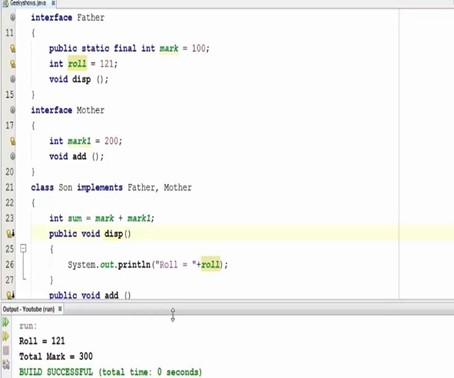 Geekyshows.java
interface Father
11 {
public static final int mark = 100;
int roll = 121;
void disp ();
15 }
interface Mother
17 {
int mark1 = 200;
void add ();
20 }
21 class Son implements Father, Mother
22 {
23 int sum = mark + mark1;
public void disp()
25 {
26 System.out.println("Roll = "+roll);
27 }
public void add ()
Output - Youtube (run)
run:
Roll = 121
Total Mark = 300
BUILD SUCCESSFUL (total time: 0 seconds)